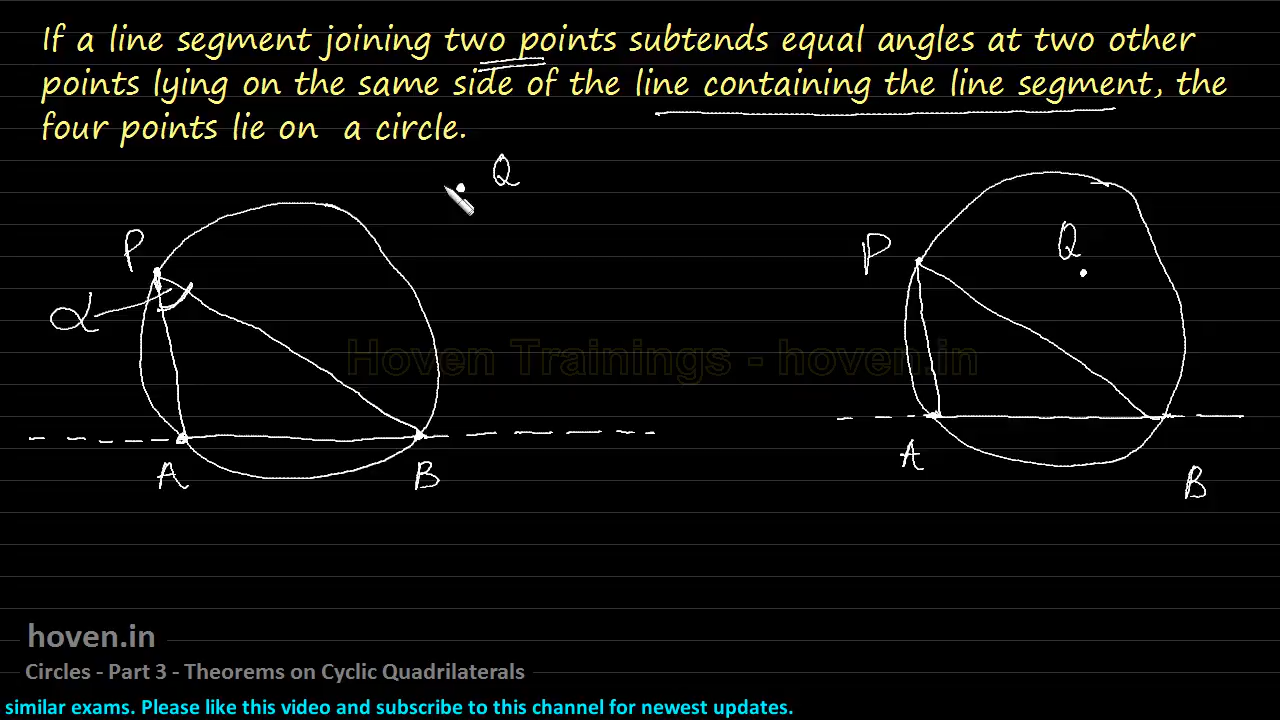 If a line segment joining two points subtends equal angles at two other
points lying on the same side of the line containing the line segment, the
four points lie on a circle.
Q
P
α
A
B
P
Q
A
B
Hoven Trainings - hoven.in
hoven.in
Circles - Part 3 - Theorems on Cyclic Quadrilaterals
similar exams. Please like this video and subscribe to this channel for newest updates.